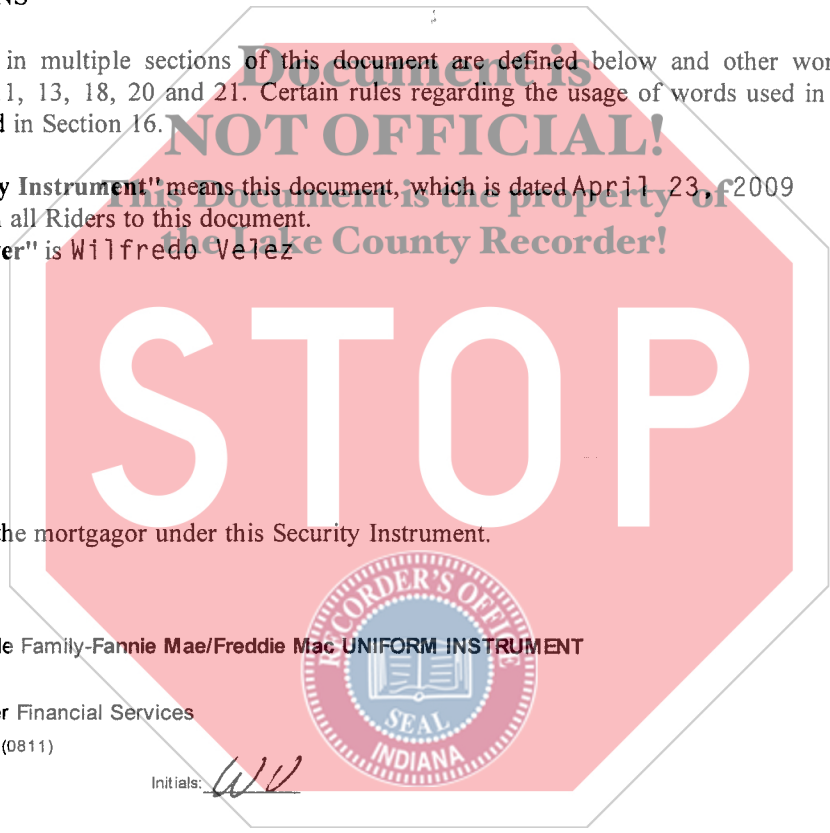 NS
in multiple sections of this document are defined below and other wor
1, 13, 18, 20 and 21. Certain rules regarding the usage of words used in
d in Section 16.
Document is
NOT OFFICIAL!
This Document is the property of
the Lake County Recorder!
y Instrument" means this document, which is dated April 23, 2009
all Riders to this document.
er" is Wilfredo Velez
STOP
he mortgagor under this Security Instrument.
le Family-Fannie Mae/Freddie Mac UNIFORM INSTRUMENT
r Financial Services
(0811)
Initials: WV
RECORDER'S OFFICE
SEAL
INDIANA